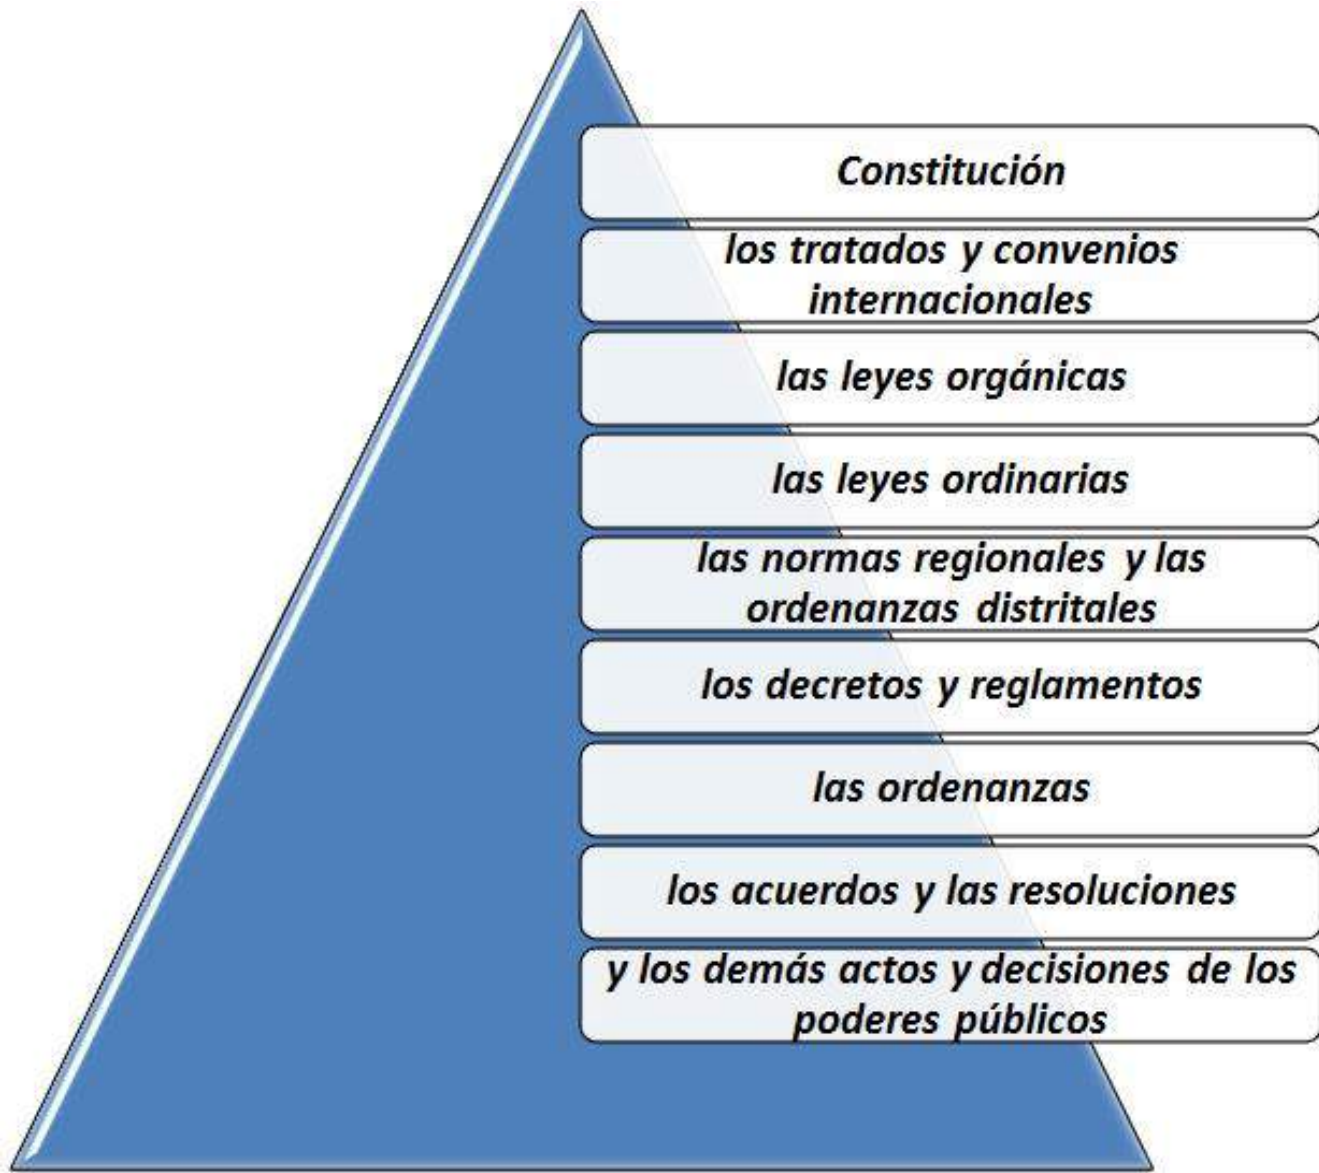 Constitución
los tratados y convenios
internacionales
las leyes orgánicas
las leyes ordinarias
las normas regionales y las
ordenanzas distritales
los decretos y reglamentos
las ordenanzas
los acuerdos y las resoluciones
y los demás actos y decisiones de los
poderes públicos